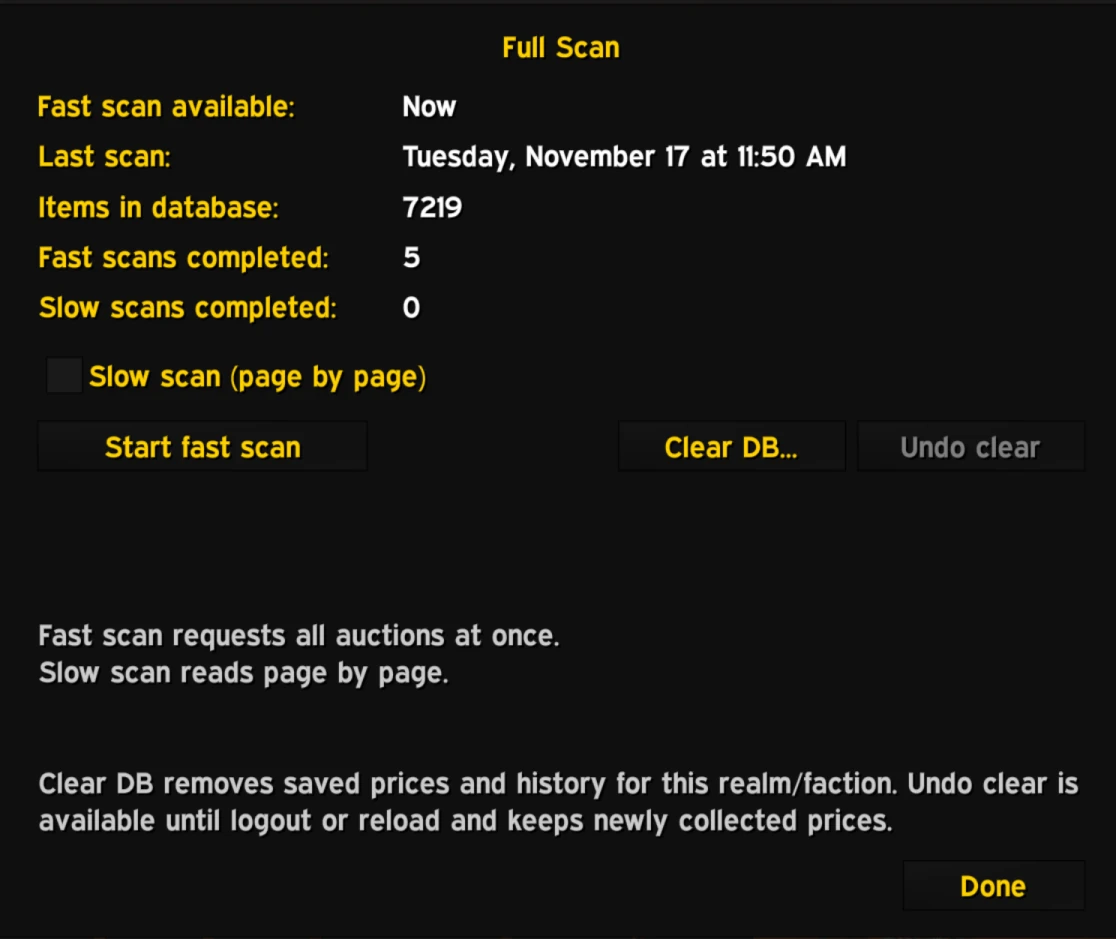 Full Scan
Fast scan available: Now
Last scan: Tuesday, November 17 at 11:50 AM
Items in database: 7219
Fast scans completed: 5
Slow scans completed: 0
Slow scan (page by page)
Start fast scan Clear DB... Undo clear
Fast scan requests all auctions at once.
Slow scan reads page by page.
Clear DB removes saved prices and history for this realm/faction. Undo clear is
available until logout or reload and keeps newly collected prices.
Done